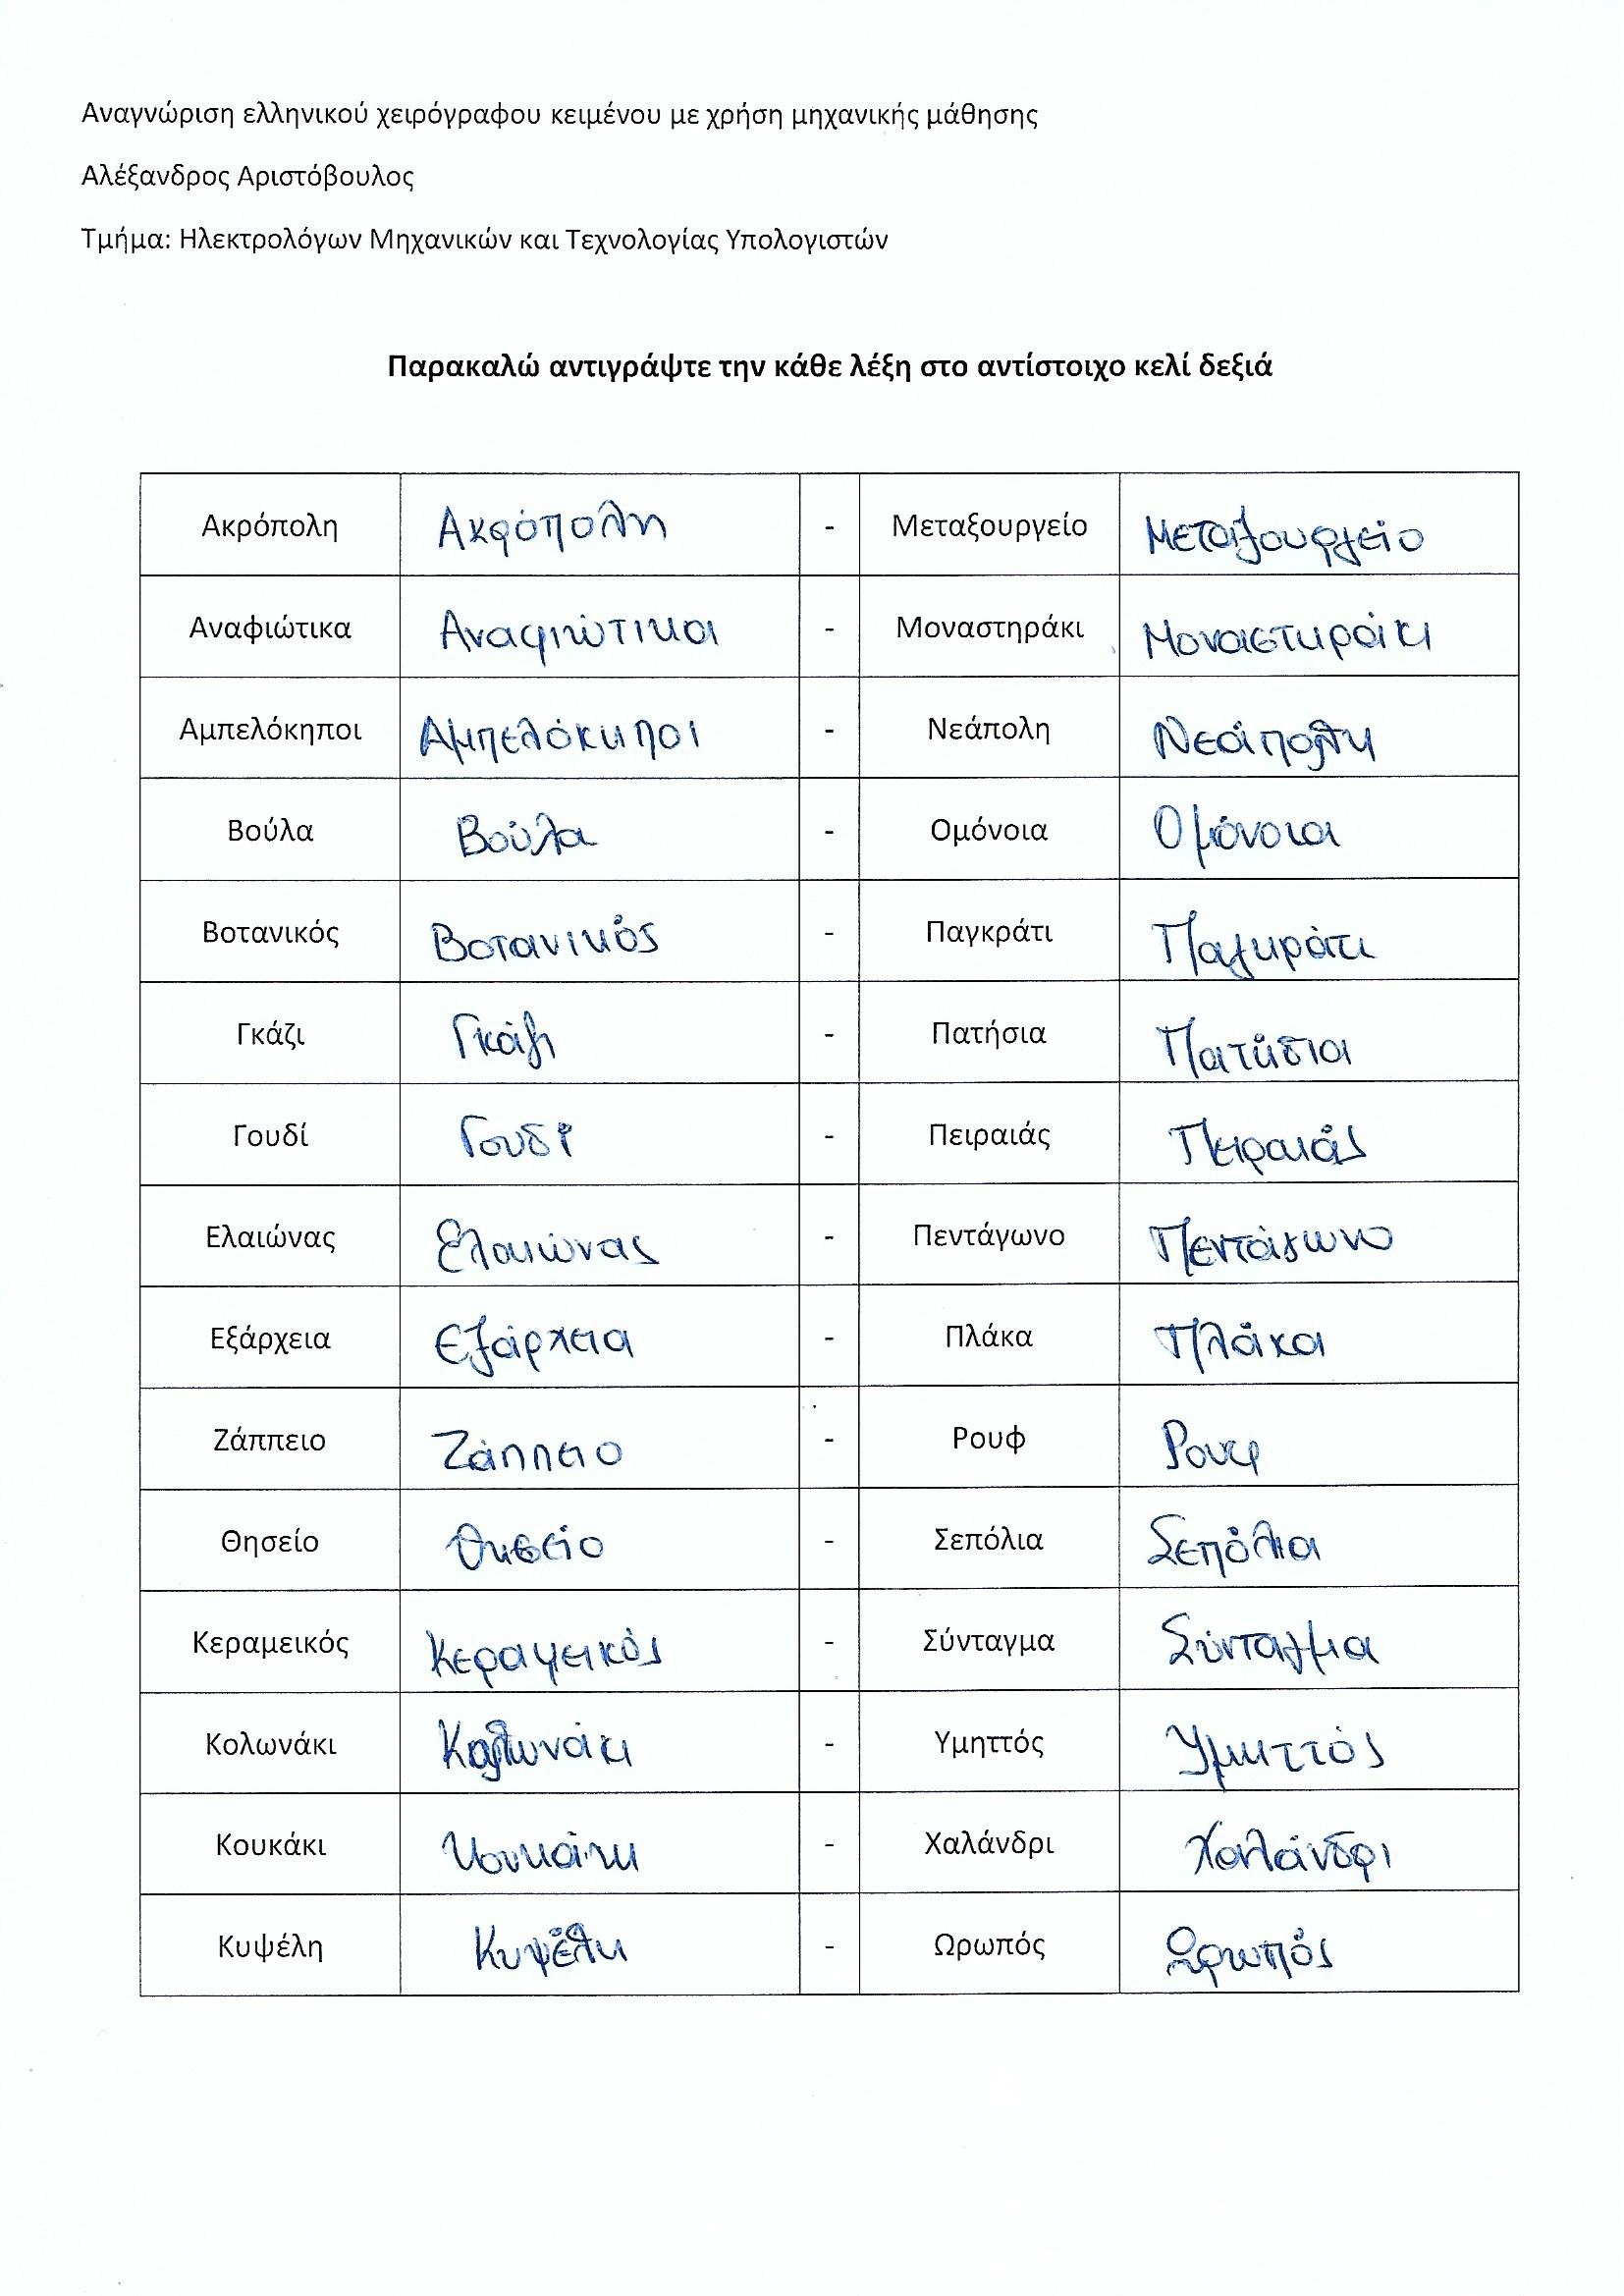 Αναγνώριση ελληνικού χειρόγραφου κειμένου με χρήση μηχανικής μάθησης
Αλέξανδρος Αριστόβουλος
Τμήμα: Ηλεκτρολόγων Μηχανικών και Τεχνολογίας Υπολογιστών
Παρακαλώ αντιγράψτε την κάθε λέξη στο αντίστοιχο κελί δεξιά
Ακρόπολη Ακρόπολη - Μεταξουργείο Μεταξουργείο
Αναφιώτικα Αναφιώτικα - Μοναστηράκι Μοναστηράκι
Αμπελόκηποι Αμπελόκηποι - Νεάπολη Νεάπολη
Βούλα Βούλα - Ομόνοια Ομόνοια
Βοτανικός Βοτανικός - Παγκράτι Παγκράτι
Γκάζι Γκάζι - Πατήσια Πατήσια
Γουδί Γουδί - Πειραιάς Πειραιάς
Ελαιώνας Ελαιώνας - Πεντάγωνο Πεντάγωνο
Εξάρχεια Εξάρχεια - Πλάκα Πλάκα
Ζάππειο Ζάππειο - Ρουφ Ρουφ
Θησείο Θησείο - Σεπόλια Σεπόλια
Κεραμεικός Κεραμεικός - Σύνταγμα Σύνταγμα
Κολωνάκι Κολωνάκι - Υμηττός Υμηττός
Κουκάκι Κουκάκι - Χαλάνδρι Χαλάνδρι
Κυψέλη Κυψέλη - Ωρωπός Ωρωπός